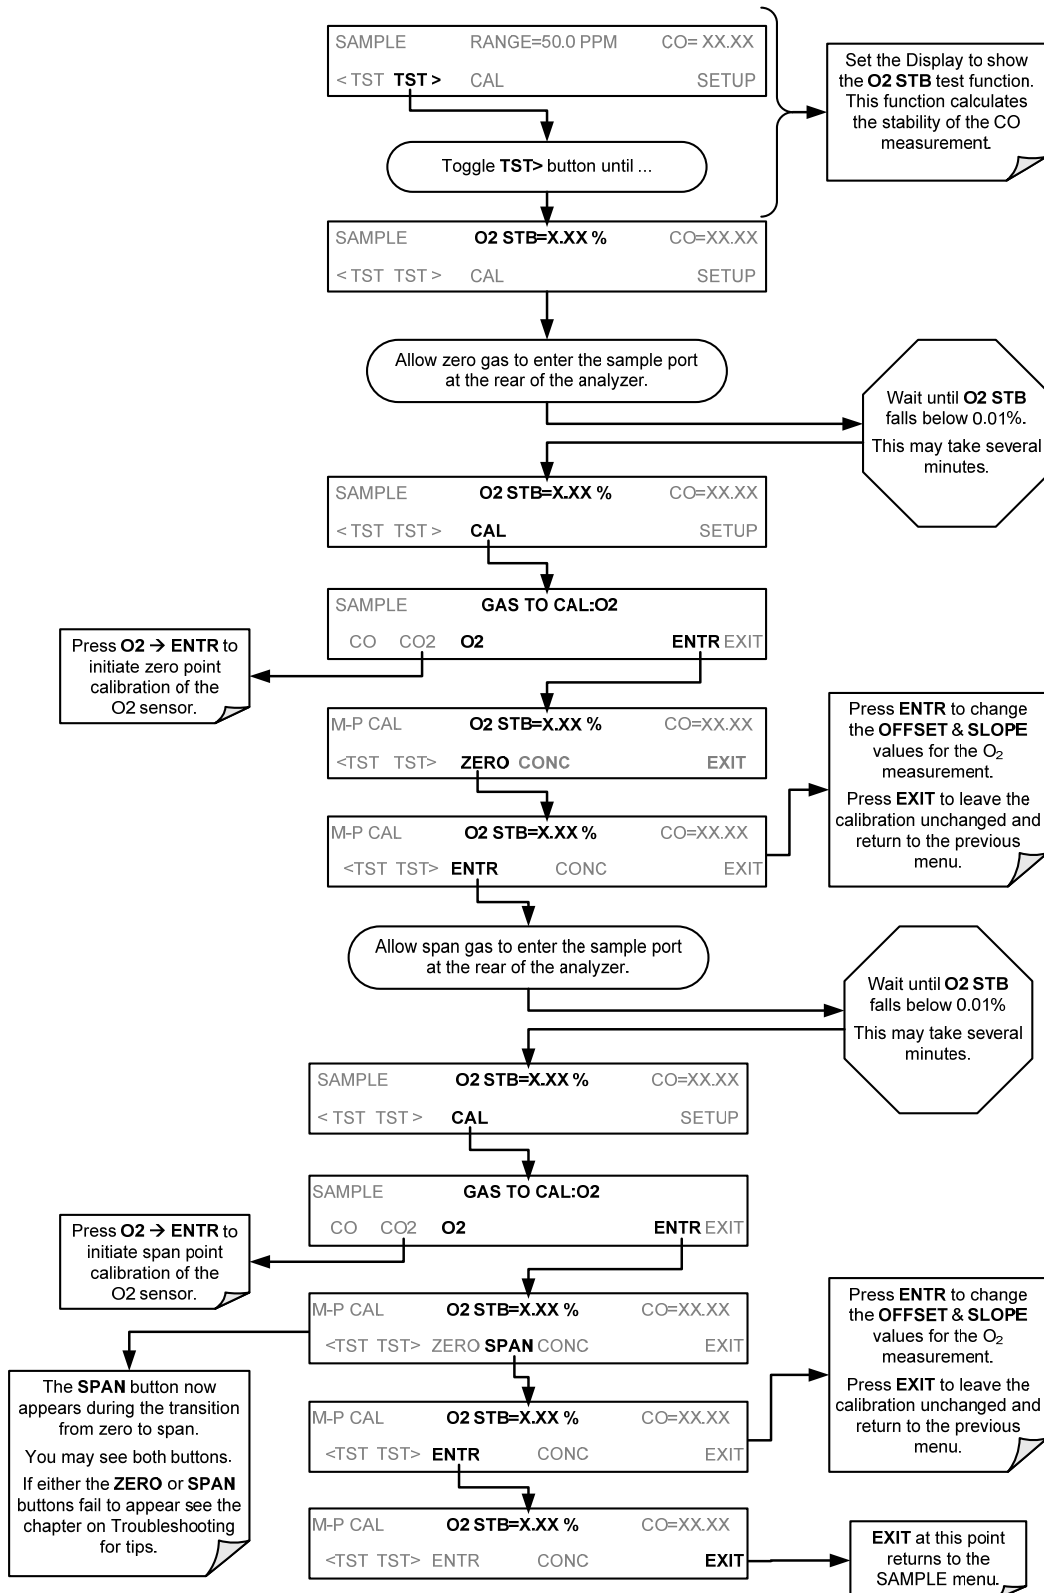 SAMPLE RANGE=50.0 PPM CO= XX.XX
< TST TST > CAL SETUP
Set the Display to show
the O2 STB test function.
This function calculates
the stability of the CO
measurement.
Toggle TST> button until ...
SAMPLE O2 STB=X.XX % CO=XX.XX
< TST TST > CAL SETUP
Allow zero gas to enter the sample port
at the rear of the analyzer.
Wait until O2 STB
falls below 0.01%.
This may take several
minutes.
SAMPLE O2 STB=X.XX % CO=XX.XX
< TST TST > CAL SETUP
SAMPLE GAS TO CAL:O2
CO CO2 O2 ENTR EXIT
Press O2 → ENTR to
initiate zero point
calibration of the
O2 sensor.
M-P CAL O2 STB=X.XX % CO=XX.XX
<TST TST> ZERO CONC EXIT
M-P CAL O2 STB=X.XX % CO=XX.XX
<TST TST> ENTR CONC EXIT
Press ENTR to change
the OFFSET & SLOPE
values for the O₂
measurement.
Press EXIT to leave the
calibration unchanged and
return to the previous
menu.
Allow span gas to enter the sample port
at the rear of the analyzer.
Wait until O2 STB
falls below 0.01%
This may take several
minutes.
SAMPLE O2 STB=X.XX % CO=XX.XX
< TST TST > CAL SETUP
SAMPLE GAS TO CAL:O2
CO CO2 O2 ENTR EXIT
Press O2 → ENTR to
initiate span point
calibration of the
O2 sensor.
M-P CAL O2 STB=X.XX % CO=XX.XX
<TST TST> ZERO SPAN CONC EXIT
The SPAN button now
appears during the transition
from zero to span.
You may see both buttons.
If either the ZERO or SPAN
buttons fail to appear see the
chapter on Troubleshooting
for tips.
M-P CAL O2 STB=X.XX % CO=XX.XX
<TST TST> ENTR CONC EXIT
Press ENTR to change
the OFFSET & SLOPE
values for the O₂
measurement.
Press EXIT to leave the
calibration unchanged and
return to the previous
menu.
M-P CAL O2 STB=X.XX % CO=XX.XX
<TST TST> ENTR CONC EXIT
EXIT at this point
returns to the
SAMPLE menu.